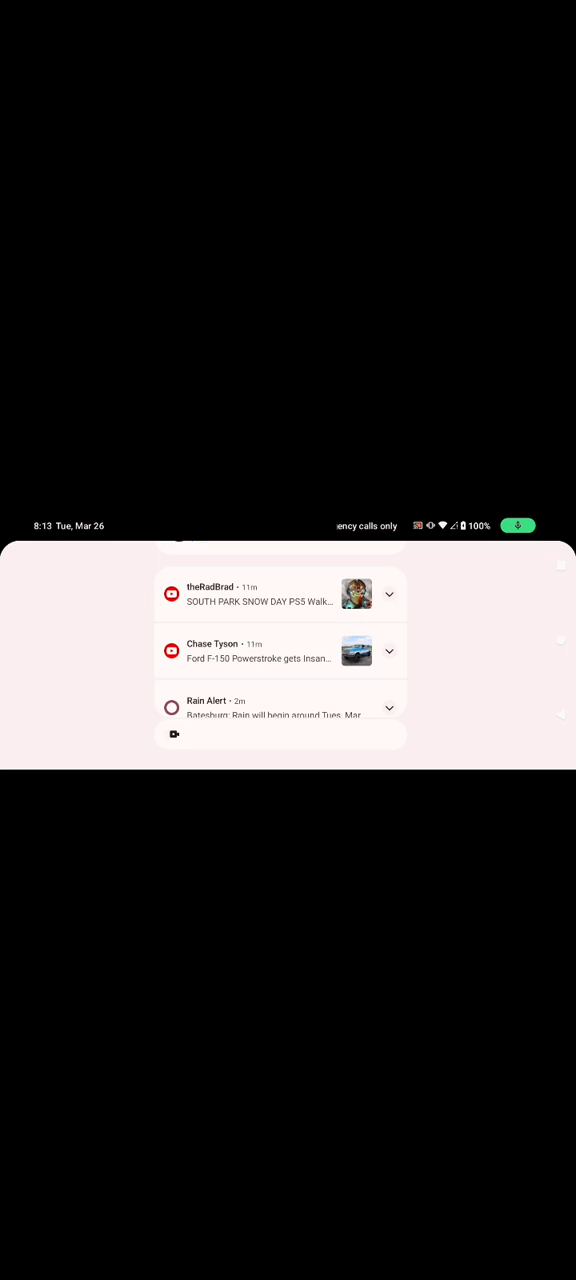 8:13 Tue, Mar 26 ency calls only 100%
theRadBrad • 11m
SOUTH PARK SNOW DAY PS5 Walk...
Chase Tyson • 11m
Ford F-150 Powerstroke gets Insan...
Rain Alert • 2m
Batesburg: Rain will begin around Tues, Mar